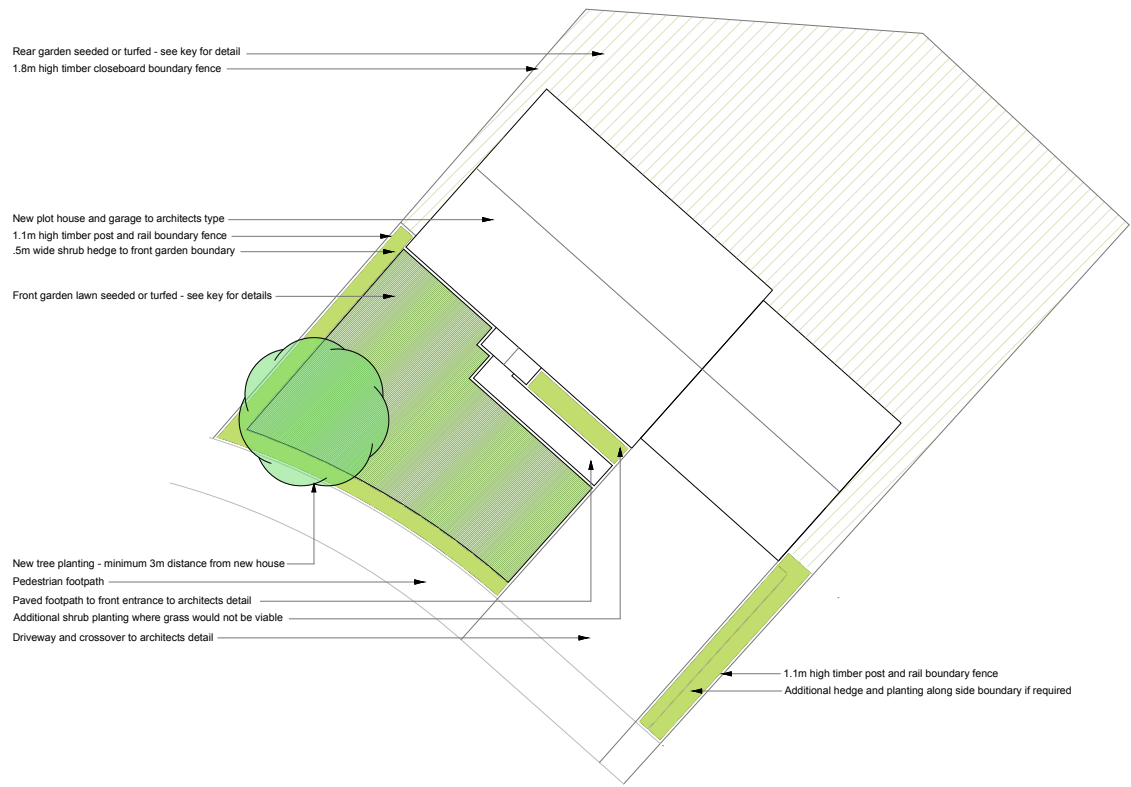 Rear garden seeded or turfed - see key for detail
1.8m high timber closeboard boundary fence
New plot house and garage to architects type
1.1m high timber post and rail boundary fence
.5m wide shrub hedge to front garden boundary
Front garden lawn seeded or turfed - see key for details
New tree planting - minimum 3m distance from new house
Pedestrian footpath
Paved footpath to front entrance to architects detail
Additional shrub planting where grass would not be viable
Driveway and crossover to architects detail
1.1m high timber post and rail boundary fence
Additional hedge and planting along side boundary if required